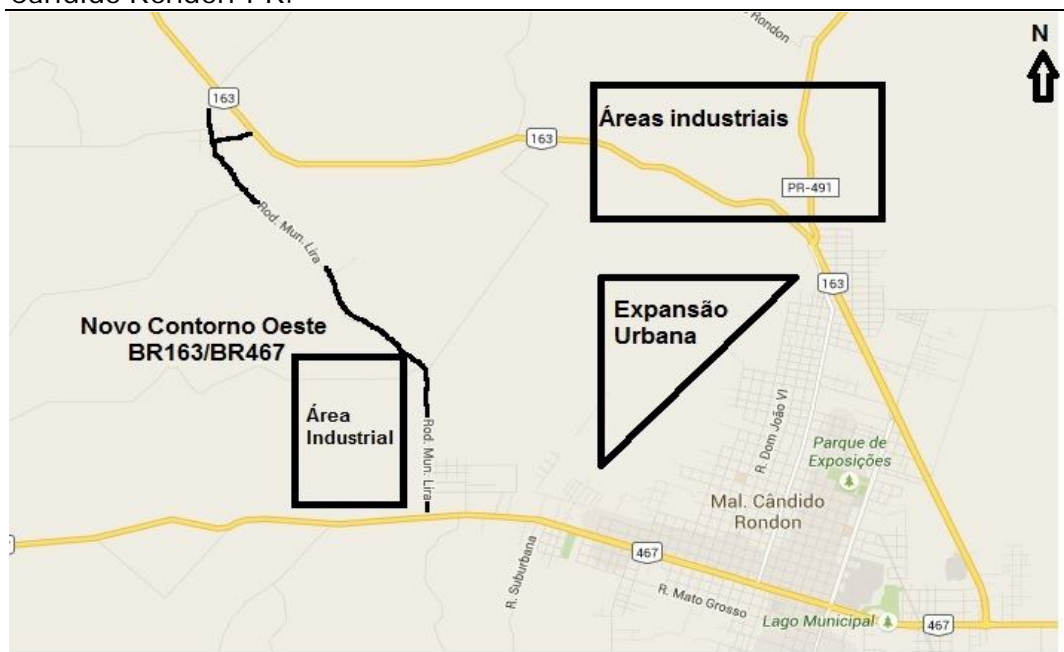 Cândido Rondon-PR.
Rondon
N
163
163
Áreas industriais
PR-491
Rod. Mun. Lira
163
Novo Contorno Oeste
BR163/BR467
Expansão
Urbana
Área
Industrial
Rod. Mun. Lira
R. Dom João VI
Parque de
Exposições
Mal. Cândido
Rondon
R. Suburbana
467
R. Mato Grosso
Lago Municipal
467